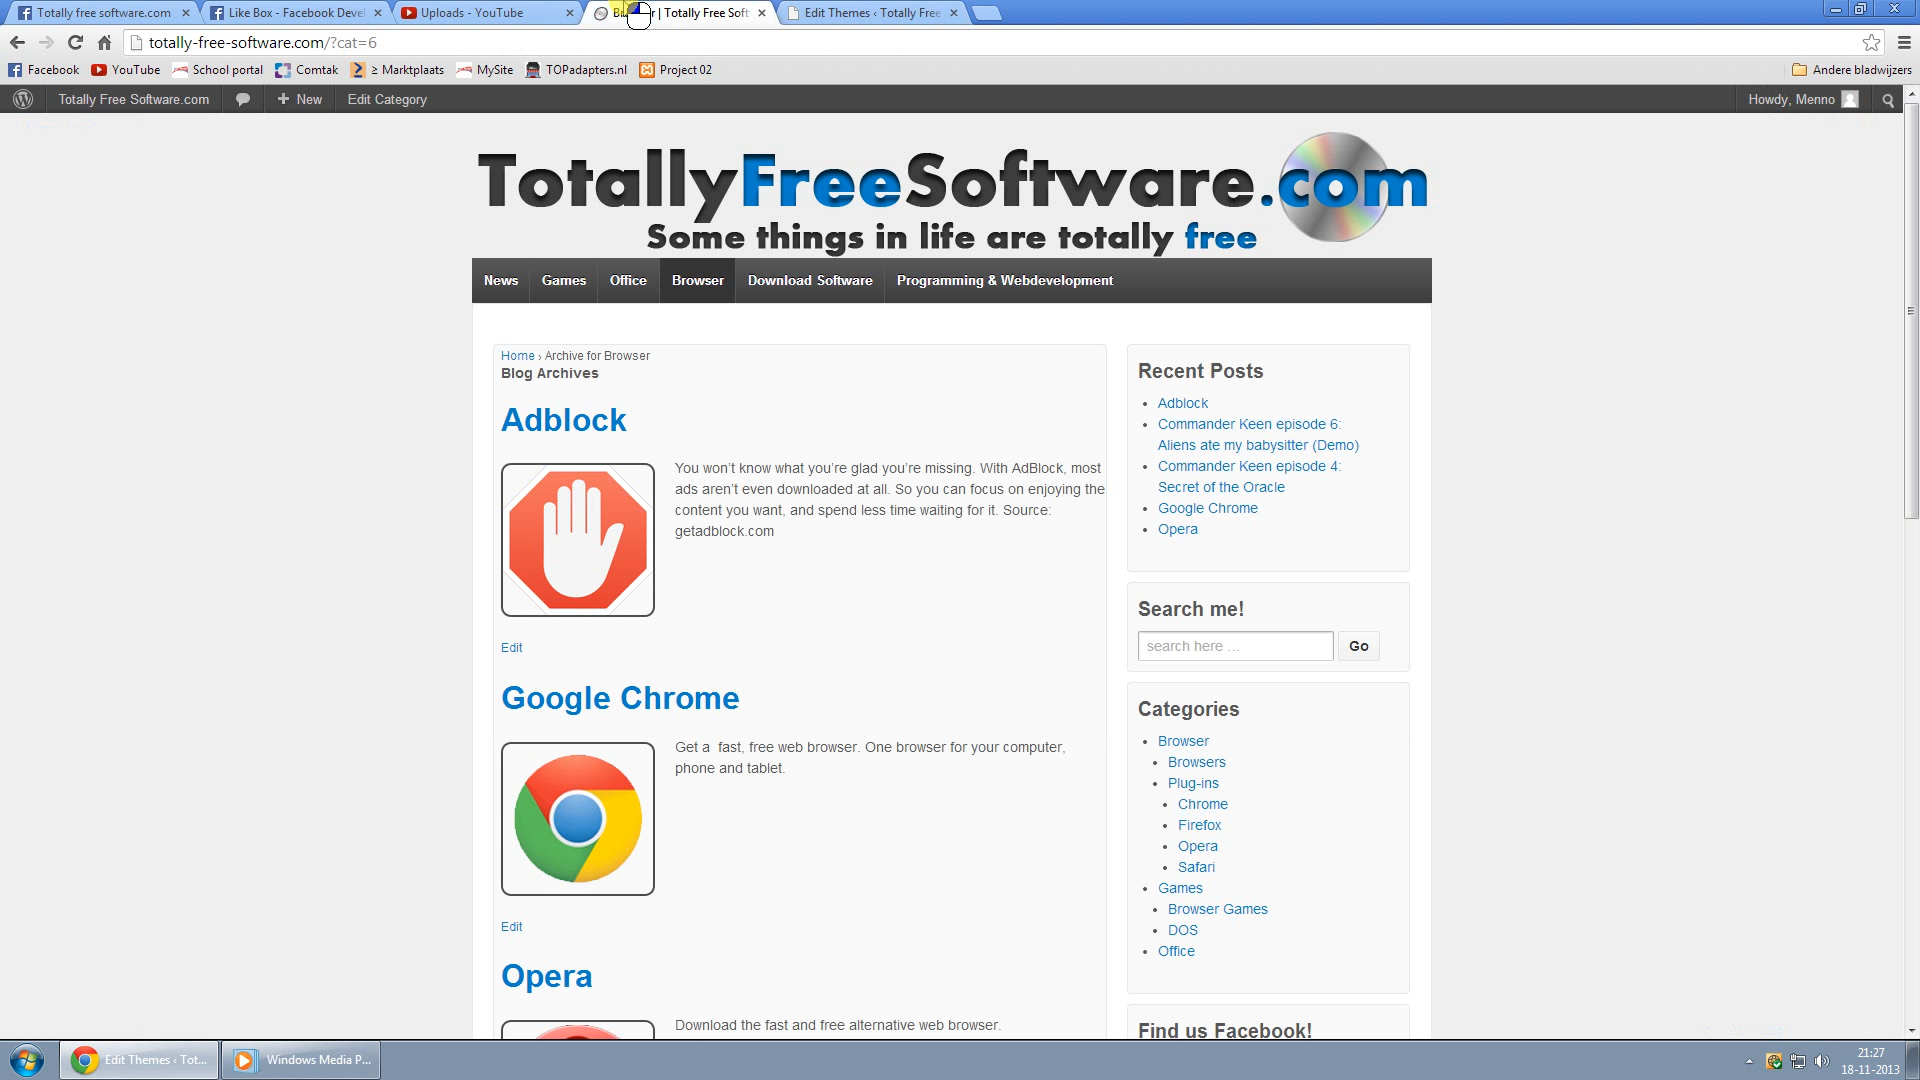 Totally free software.com
Like Box - Facebook Devel
Uploads - YouTube
r | Totally Free Soft
Edit Themes ‹ Totally Free
totally-free-software.com/?cat=6
Facebook
YouTube
School portal
Comtak
≥ Marktplaats
MySite
TOPadapters.nl
Project 02
Andere bladwijzers
Totally Free Software.com
+ New
Edit Category
Howdy, Menno
TotallyFreeSoftware.com
Some things in life are totally free
News
Games
Office
Browser
Download Software
Programming & Webdevelopment
Home › Archive for Browser
Blog Archives
Adblock
You won't know what you're glad you're missing. With AdBlock, most
ads aren't even downloaded at all. So you can focus on enjoying the
content you want, and spend less time waiting for it. Source:
getadblock.com
Edit
Google Chrome
Get a  fast, free web browser. One browser for your computer,
phone and tablet.
Edit
Opera
Download the fast and free alternative web browser.
Recent Posts
Adblock
Commander Keen episode 6:
Aliens ate my babysitter (Demo)
Commander Keen episode 4:
Secret of the Oracle
Google Chrome
Opera
Search me!
search here ...
Go
Categories
Browser
Browsers
Plug-ins
Chrome
Firefox
Opera
Safari
Games
Browser Games
DOS
Office
Find us Facebook!
Edit Themes ‹ Tot...
Windows Media P...
21:27
18-11-2013